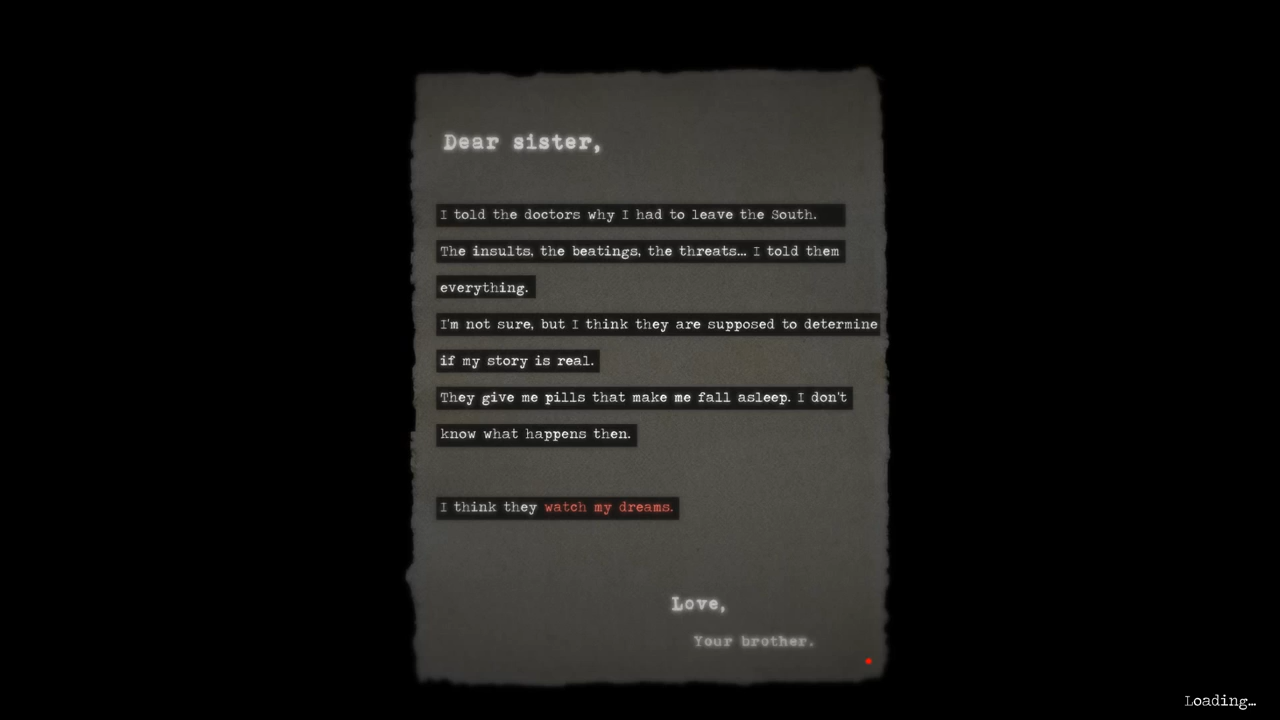 Dear sister,
I told the doctors why I had to leave the South.
The insults, the beatings, the threats... I told them
everything.
I'm not sure, but I think they are supposed to determine
if my story is real.
They give me pills that make me fall asleep. I don't
know what happens then.
I think they watch my dreams.
Love,
Your brother.
Loading...